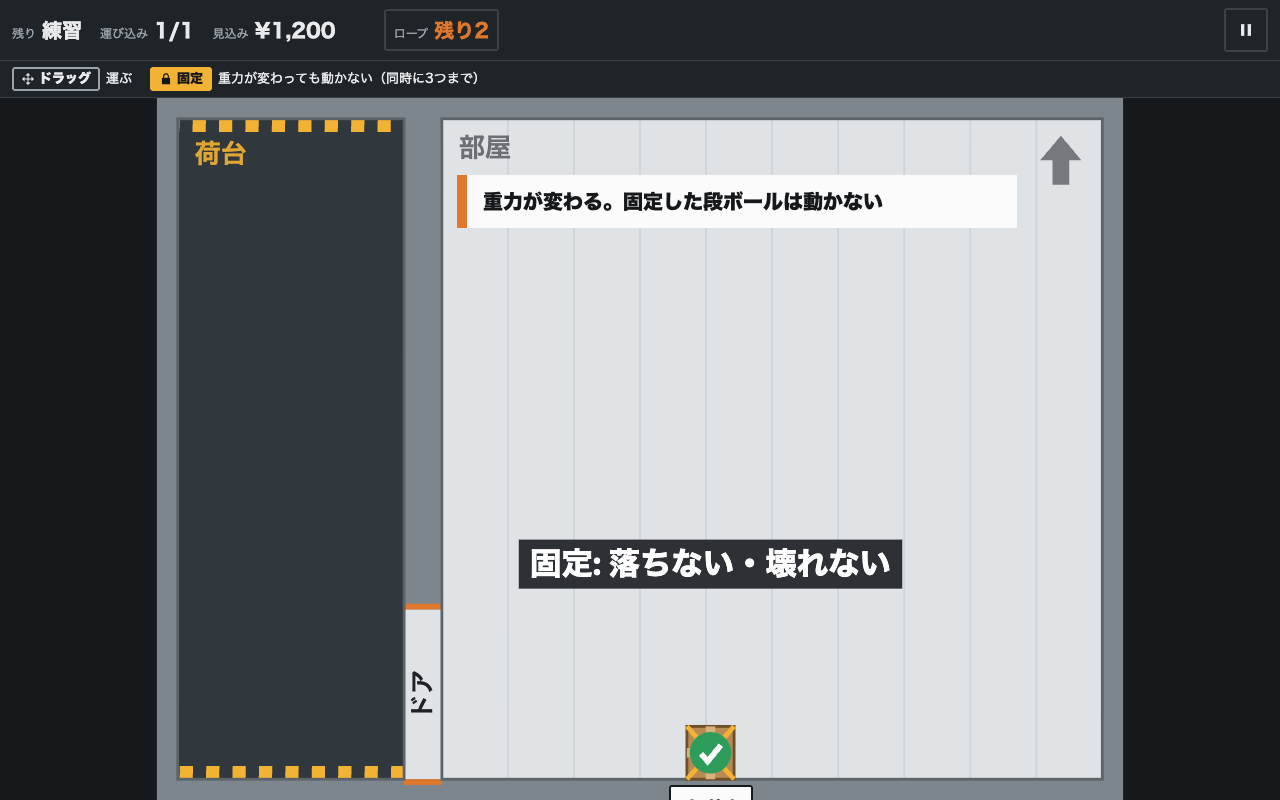 残り 練習 運び込み 1/1 見込み ¥1,200 ロープ 残り2
ドラッグ 運ぶ 固定 重力が変わっても動かない（同時に3つまで）
荷台
部屋
重力が変わる。固定した段ボールは動かない
固定: 落ちない・壊れない
ドア